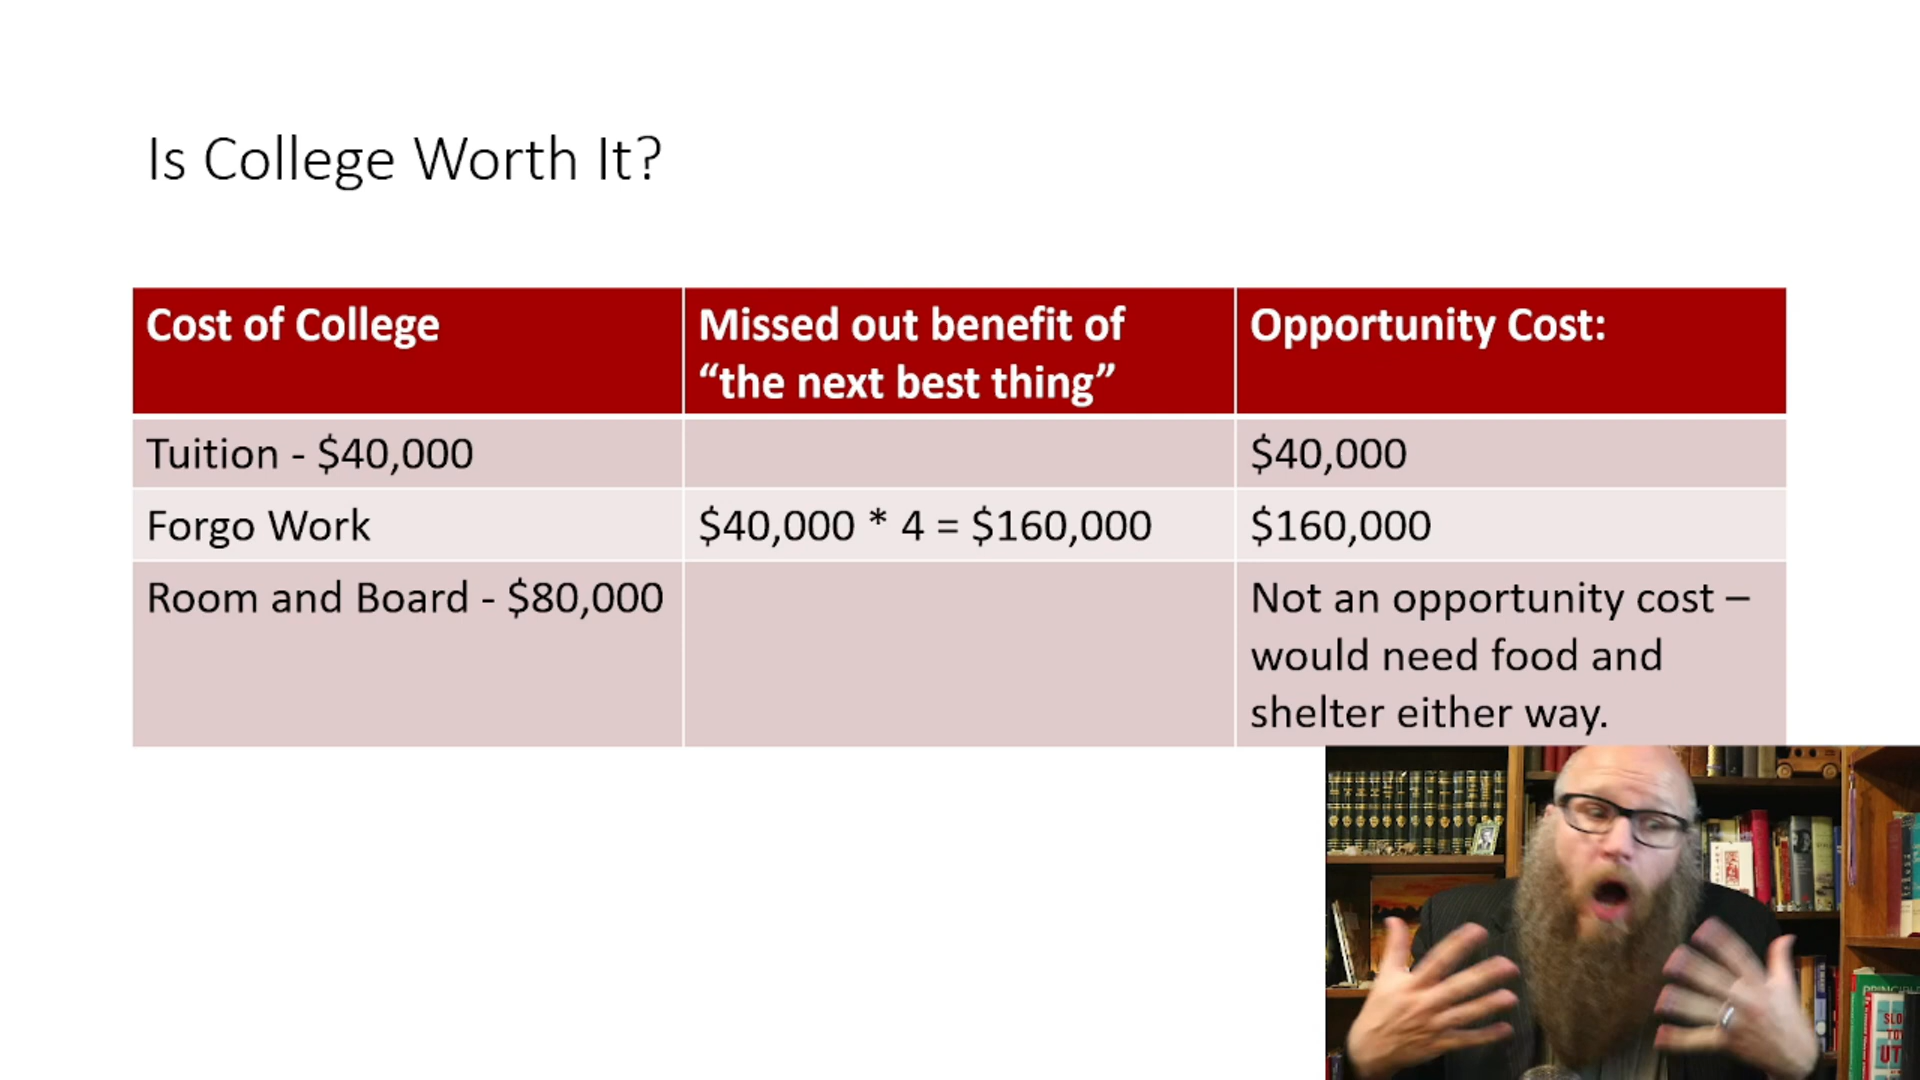 Is College Worth It?
Cost of College
Missed out benefit of
“the next best thing”
Opportunity Cost:
Tuition - $40,000
$40,000
Forgo Work
$40,000 * 4 = $160,000
$160,000
Room and Board - $80,000
Not an opportunity cost –
would need food and
shelter either way.